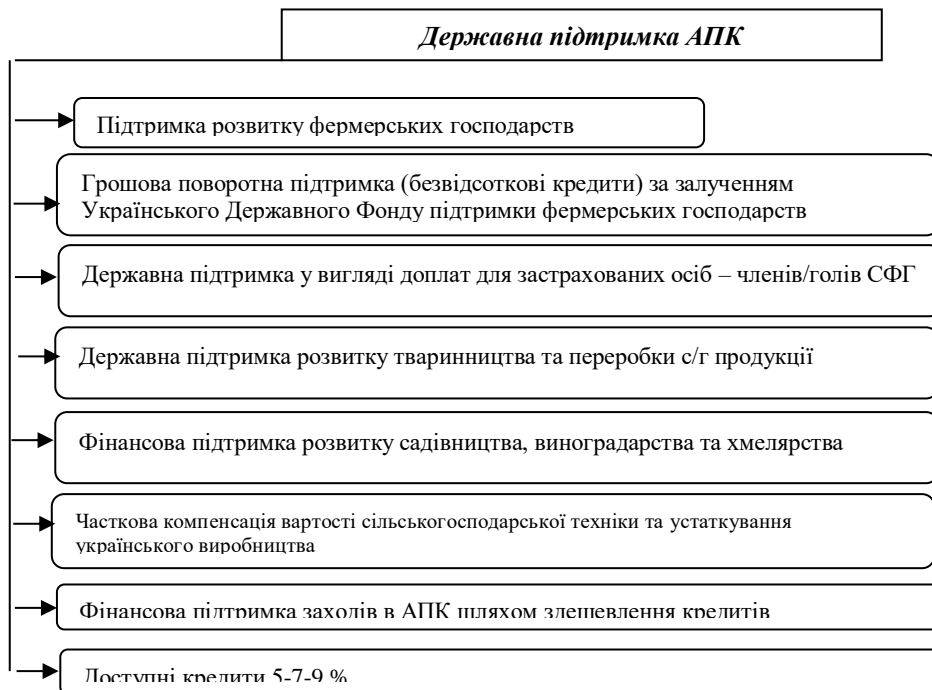 Державна підтримка АПК
Підтримка розвитку фермерських господарств
Грошова поворотна підтримка (безвідсоткові кредити) за залученням
Українського Державного Фонду підтримки фермерських господарств
Державна підтримка у вигляді доплат для застрахованих осіб – членів/голів СФГ
Державна підтримка розвитку тваринництва та переробки с/г продукції
Фінансова підтримка розвитку садівництва, виноградарства та хмелярства
Часткова компенсація вартості сільськогосподарської техніки та устаткування
українського виробництва
Фінансова підтримка заходів в АПК шляхом здешевлення кредитів
Доступні кредити 5-7-9 %